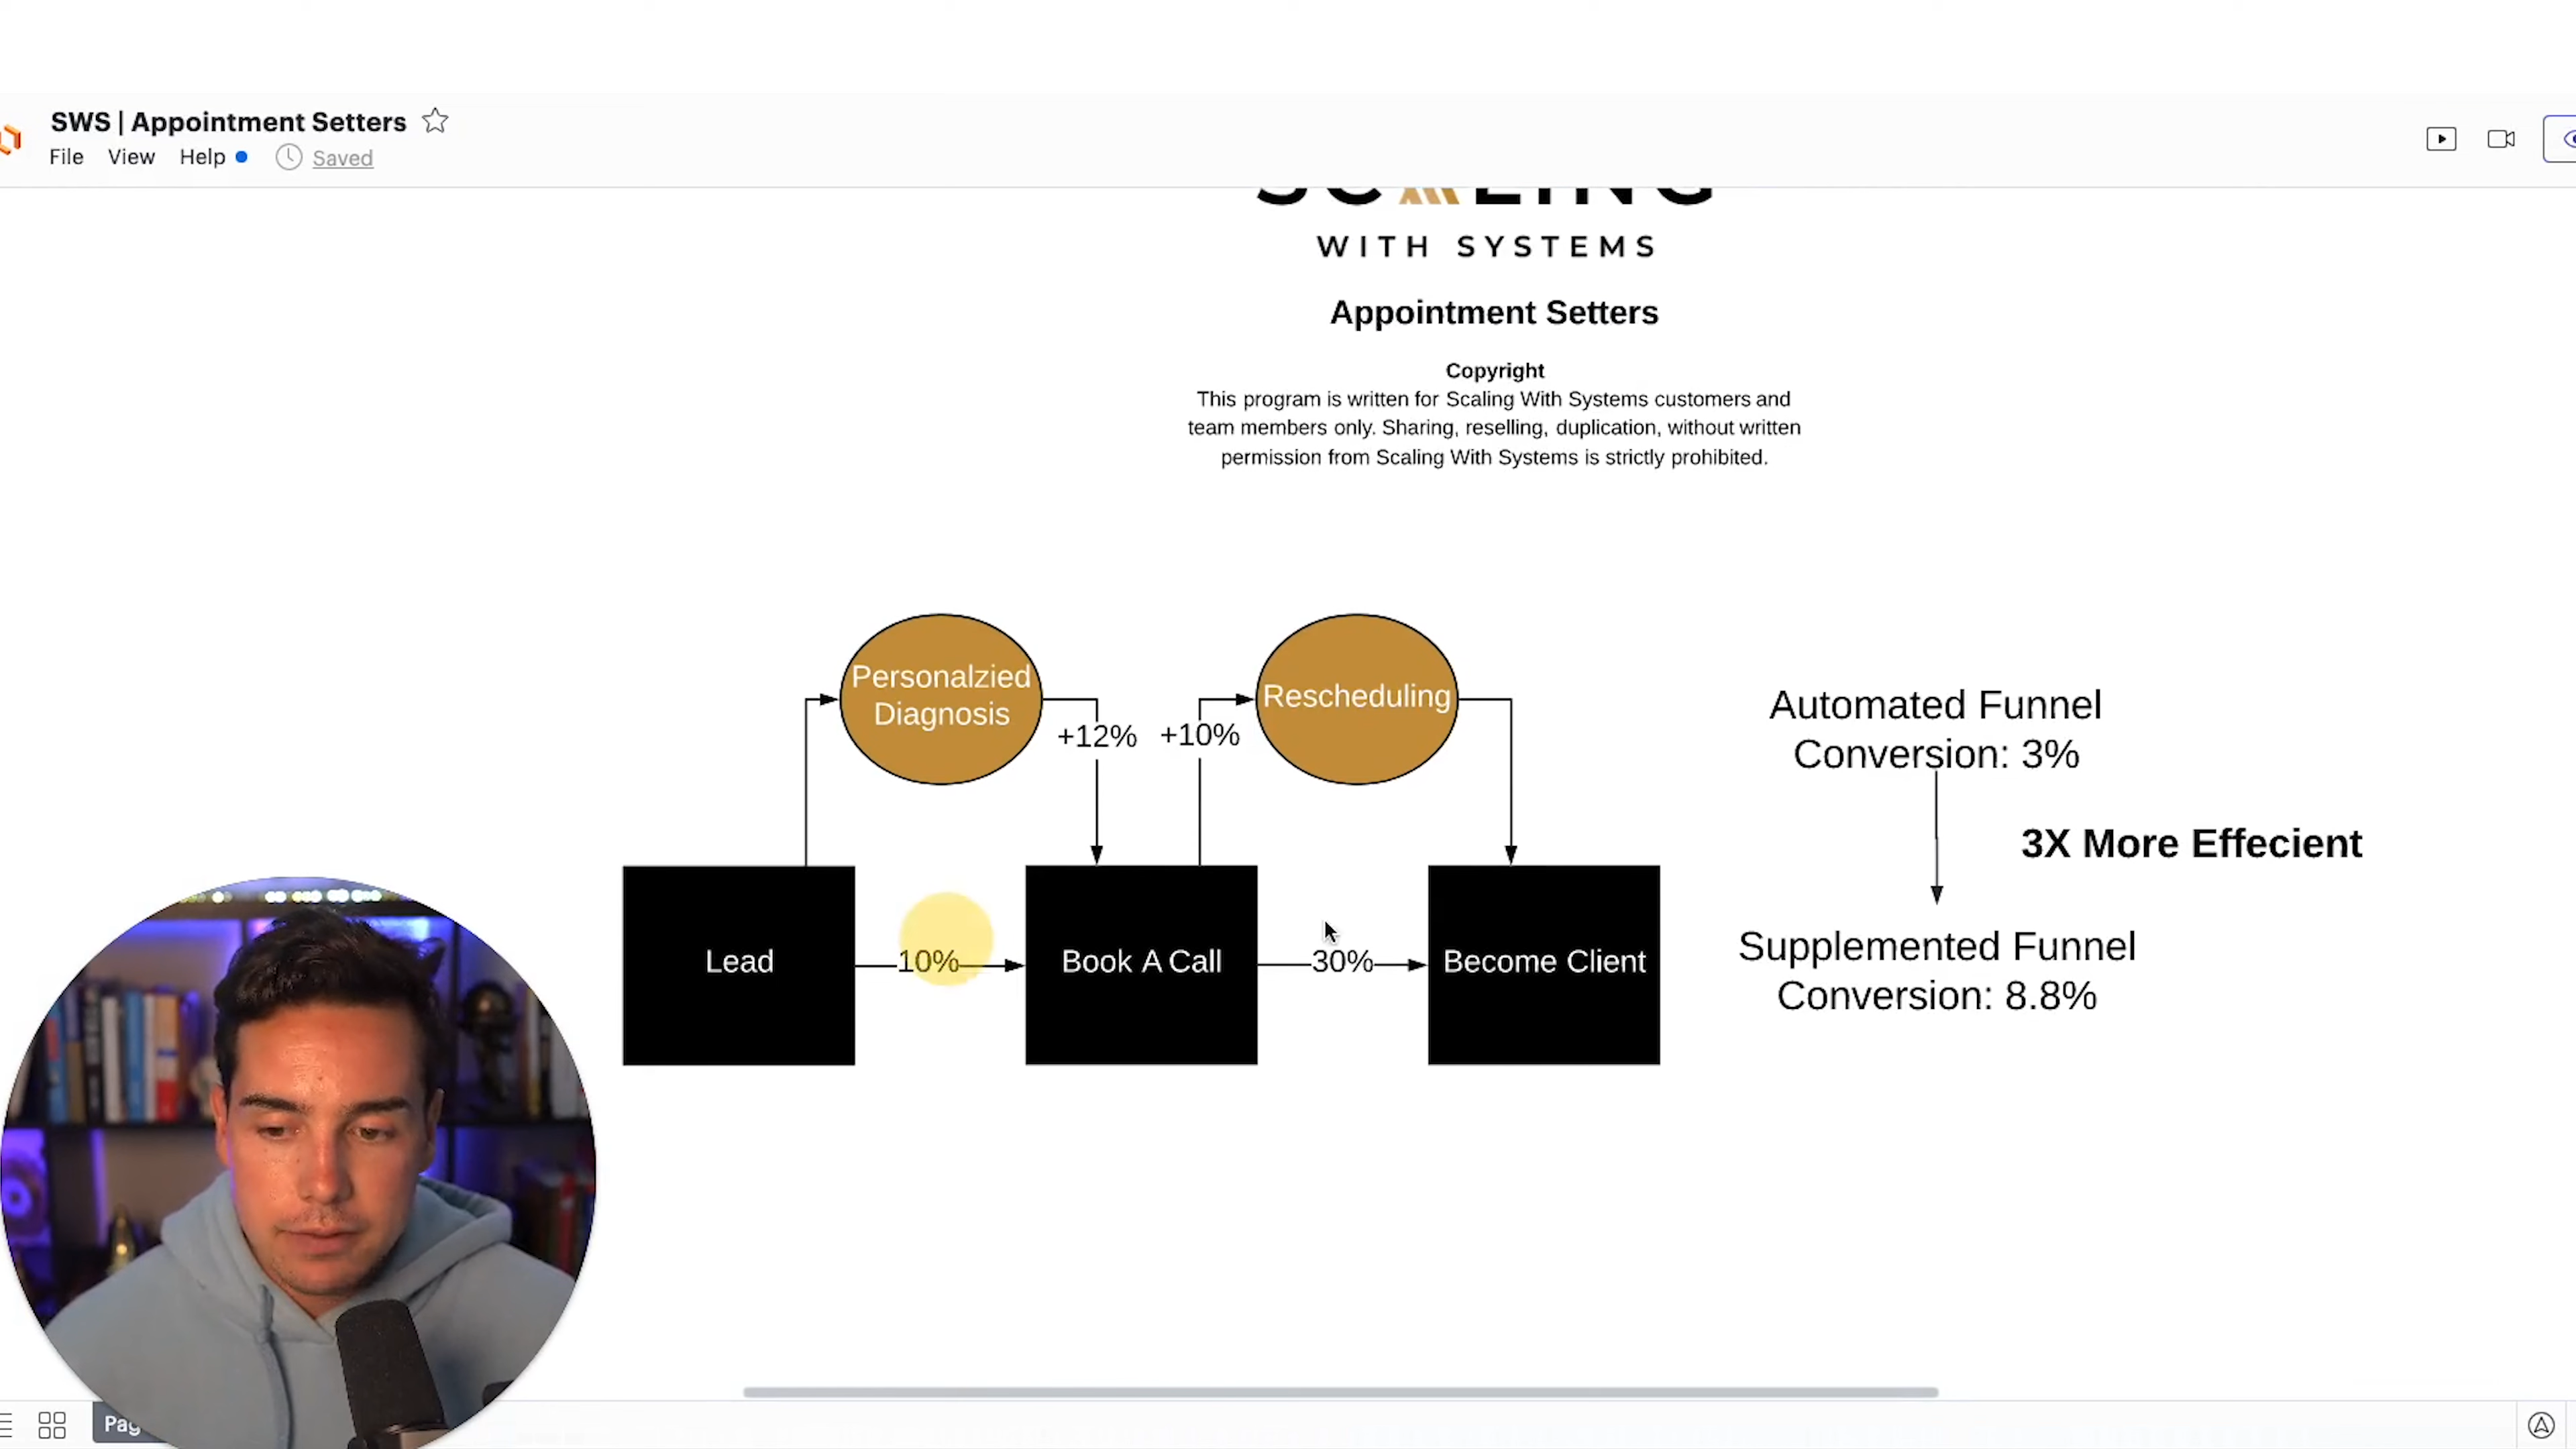 SWS | Appointment Setters
File View Help Saved
WITH SYSTEMS
Appointment Setters
Copyright
This program is written for Scaling With Systems customers and
team members only. Sharing, reselling, duplication, without written
permission from Scaling With Systems is strictly prohibited.
Personalzied
Diagnosis
+12%
+10%
Rescheduling
Lead
10%
Book A Call
30%
Become Client
Automated Funnel
Conversion: 3%
3X More Effecient
Supplemented Funnel
Conversion: 8.8%